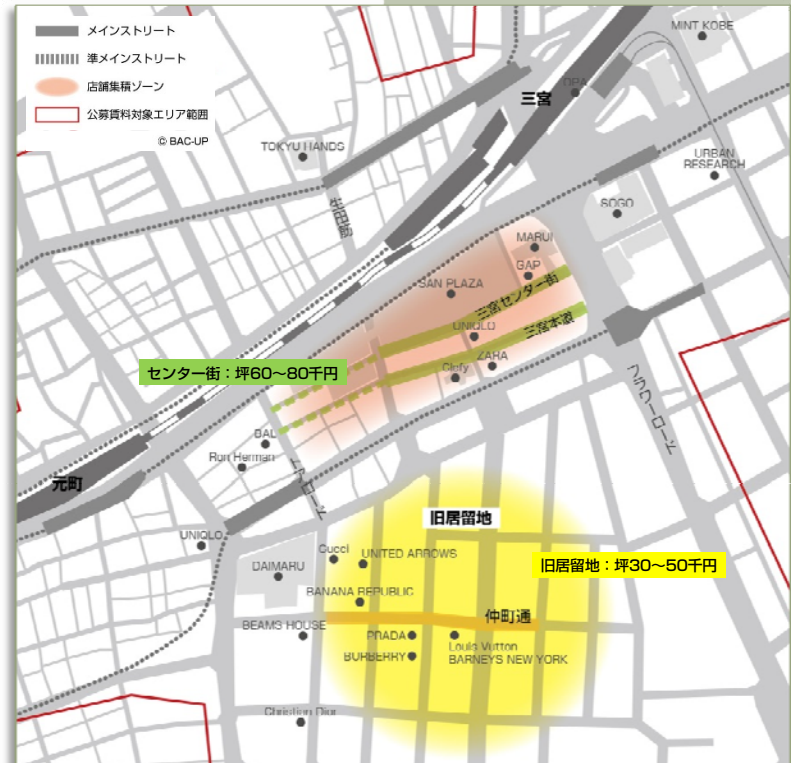 メインストリート
準メインストリート
店舗集積ゾーン
公募賃料対象エリア範囲
© BAC-UP
MINT KOBE
OPA
三宮
TOKYU HANDS
URBAN
RESEARCH
SOGO
MARUI
GAP
SAN PLAZA
三宮センター街
UNIQLO
三宮本通
ZARA
Clefy
センター街：坪60～80千円
フラワーロード
BAL
Ron Herman
トアロード
元町
旧居留地
UNIQLO
Gucci
UNITED ARROWS
旧居留地：坪30～50千円
DAIMARU
BANANA REPUBLIC
仲町通
BEAMS HOUSE
PRADA
Louis Vutton
BURBERRY
BARNEYS NEW YORK
Christian Dior